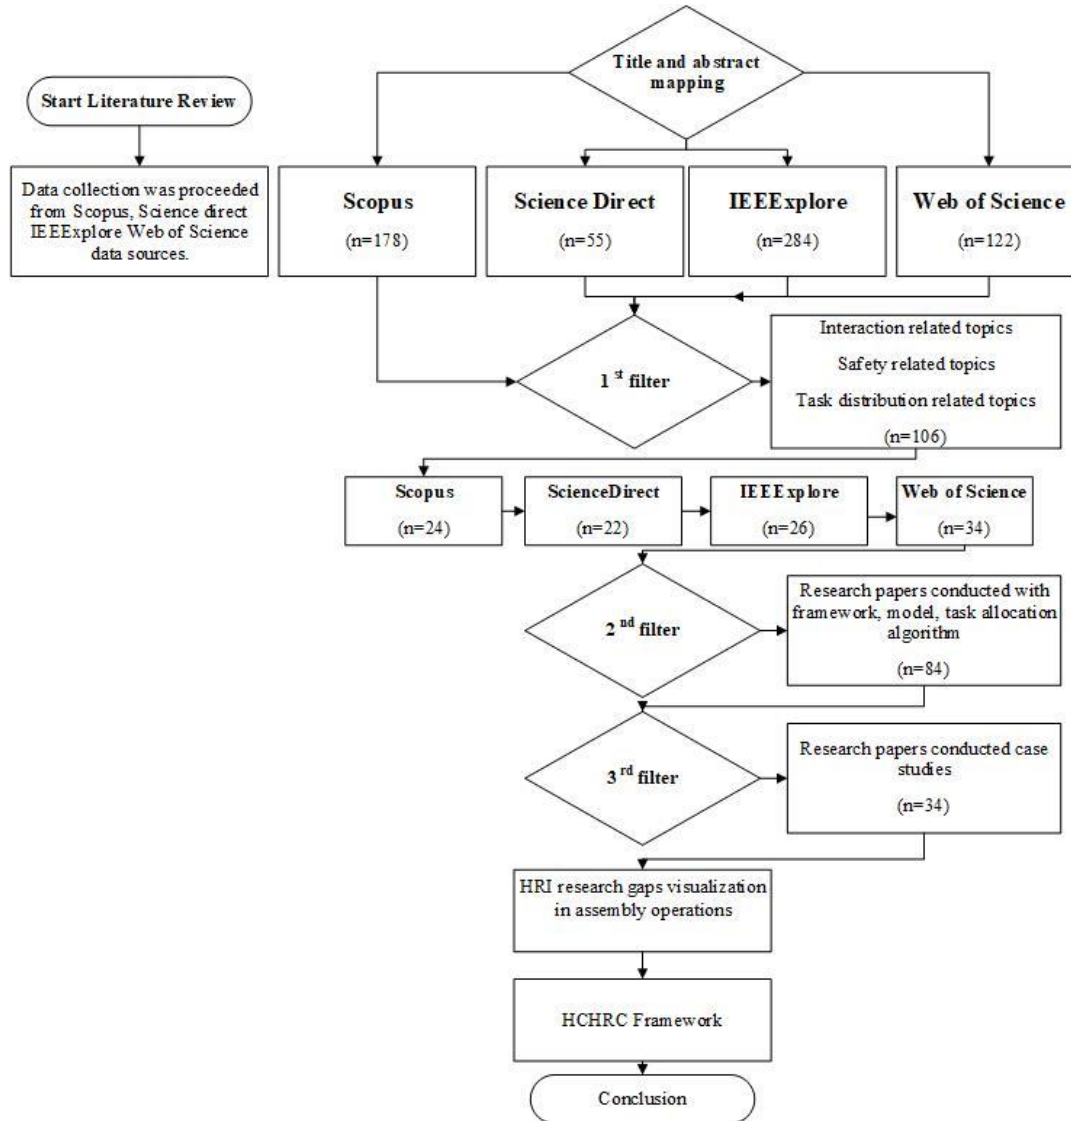 Title and abstract
mapping
Start Literature Review
Data collection was proceeded
from Scopus, Science direct
IEEExplore Web of Science
data sources.
Scopus
(n=178)
Science Direct
(n=55)
IEEExplore
(n=284)
Web of Science
(n=122)
1 st filter
Interaction related topics
Safety related topics
Task distribution related topics
(n=106)
Scopus
(n=24)
ScienceDirect
(n=22)
IEEExplore
(n=26)
Web of Science
(n=34)
2 nd filter
Research papers conducted with
framework, model, task allocation
algorithm
(n=84)
3 rd filter
Research papers conducted case
studies
(n=34)
HRI research gaps visualization
in assembly operations
HCHRC Framework
Conclusion